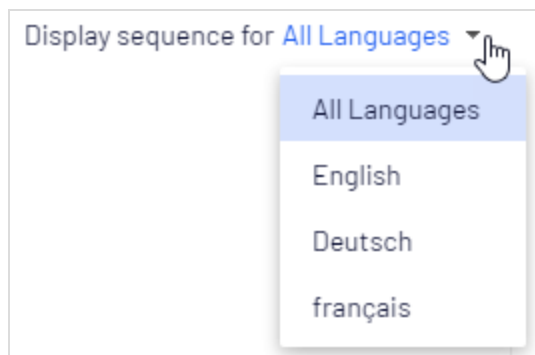 Display sequence for All Languages
All Languages
English
Deutsch
français